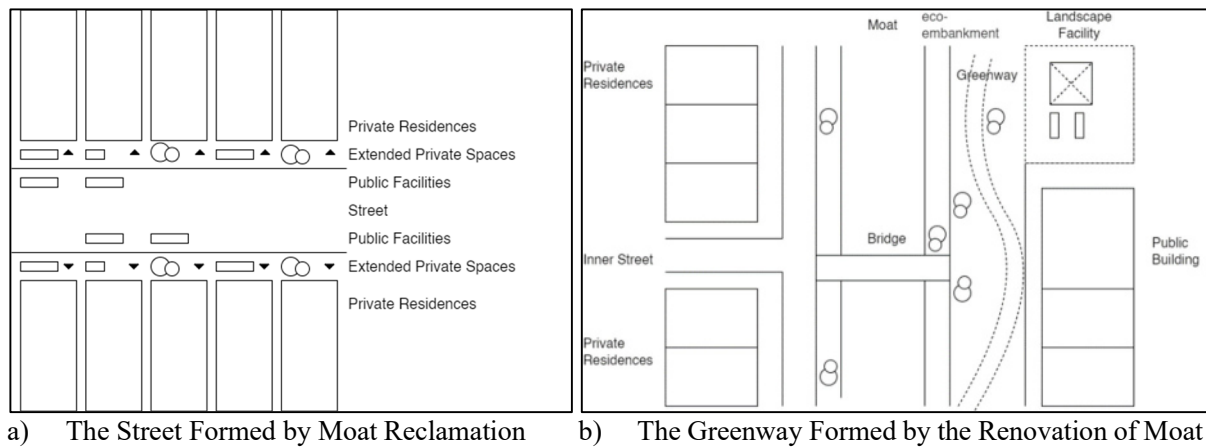 Private Residences
Extended Private Spaces
Public Facilities
Street
Public Facilities
Extended Private Spaces
Private Residences
a) The Street Formed by Moat Reclamation
Moat
eco-
embankment
Landscape
Facility
Private
Residences
Greenway
Bridge
Inner Street
Public
Building
Private
Residences
b) The Greenway Formed by the Renovation of Moat